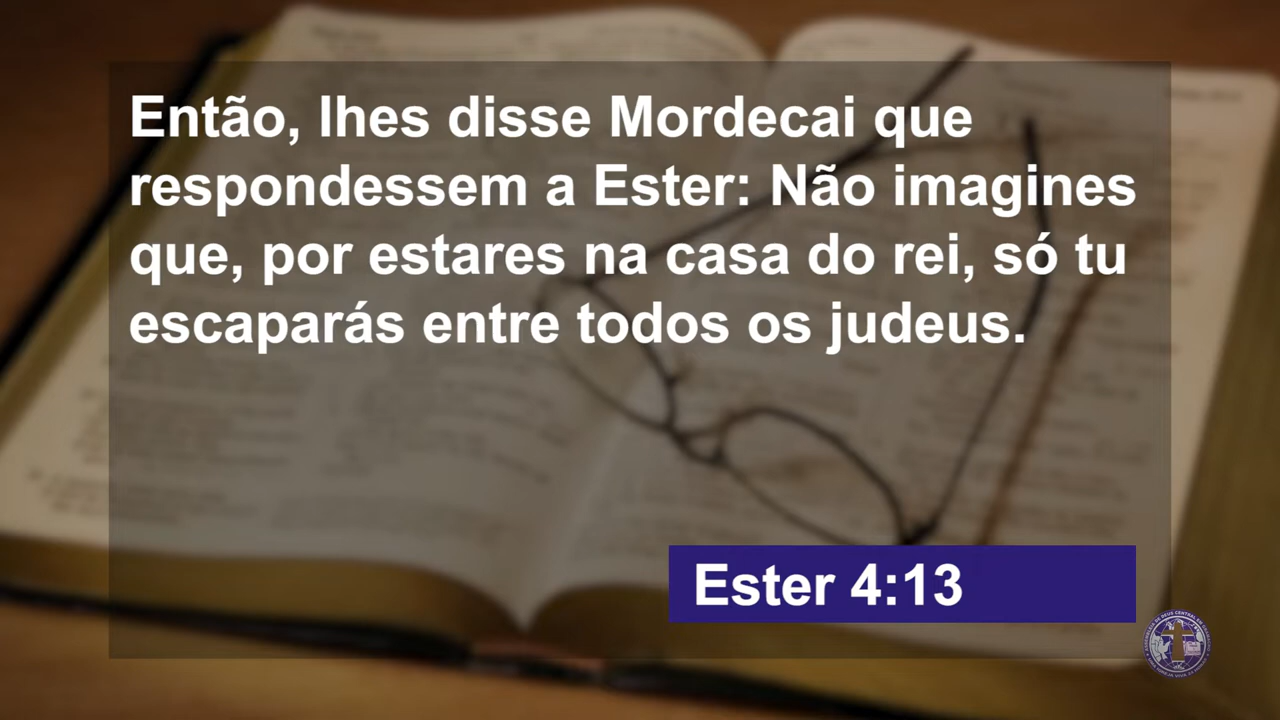 Então, lhes disse Mordecai que
respondessem a Ester: Não imagines
que, por estares na casa do rei, só tu
escaparás entre todos os judeus.
Ester 4:13